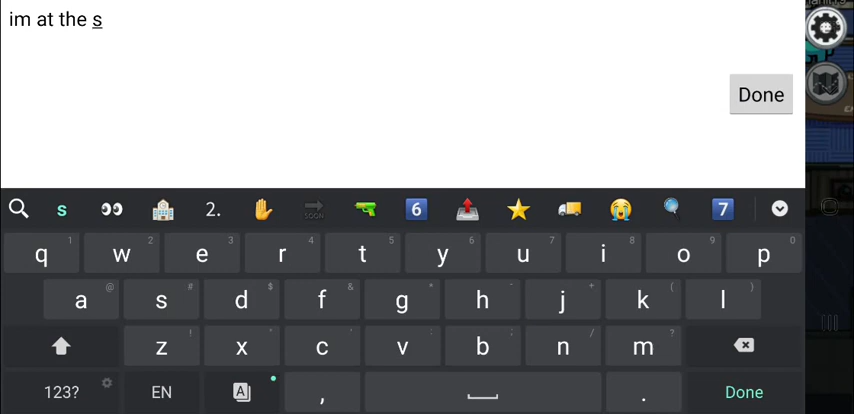 im at the s
Done
s 2. SOON 6 7
1 2 3 4 5 6 7 8 9 0
q w e r t y u i o p
@ # $ & * - + ( )
a s d f g h j k l
! " ' : ; / ?
z x c v b n m
123? EN A , . Done